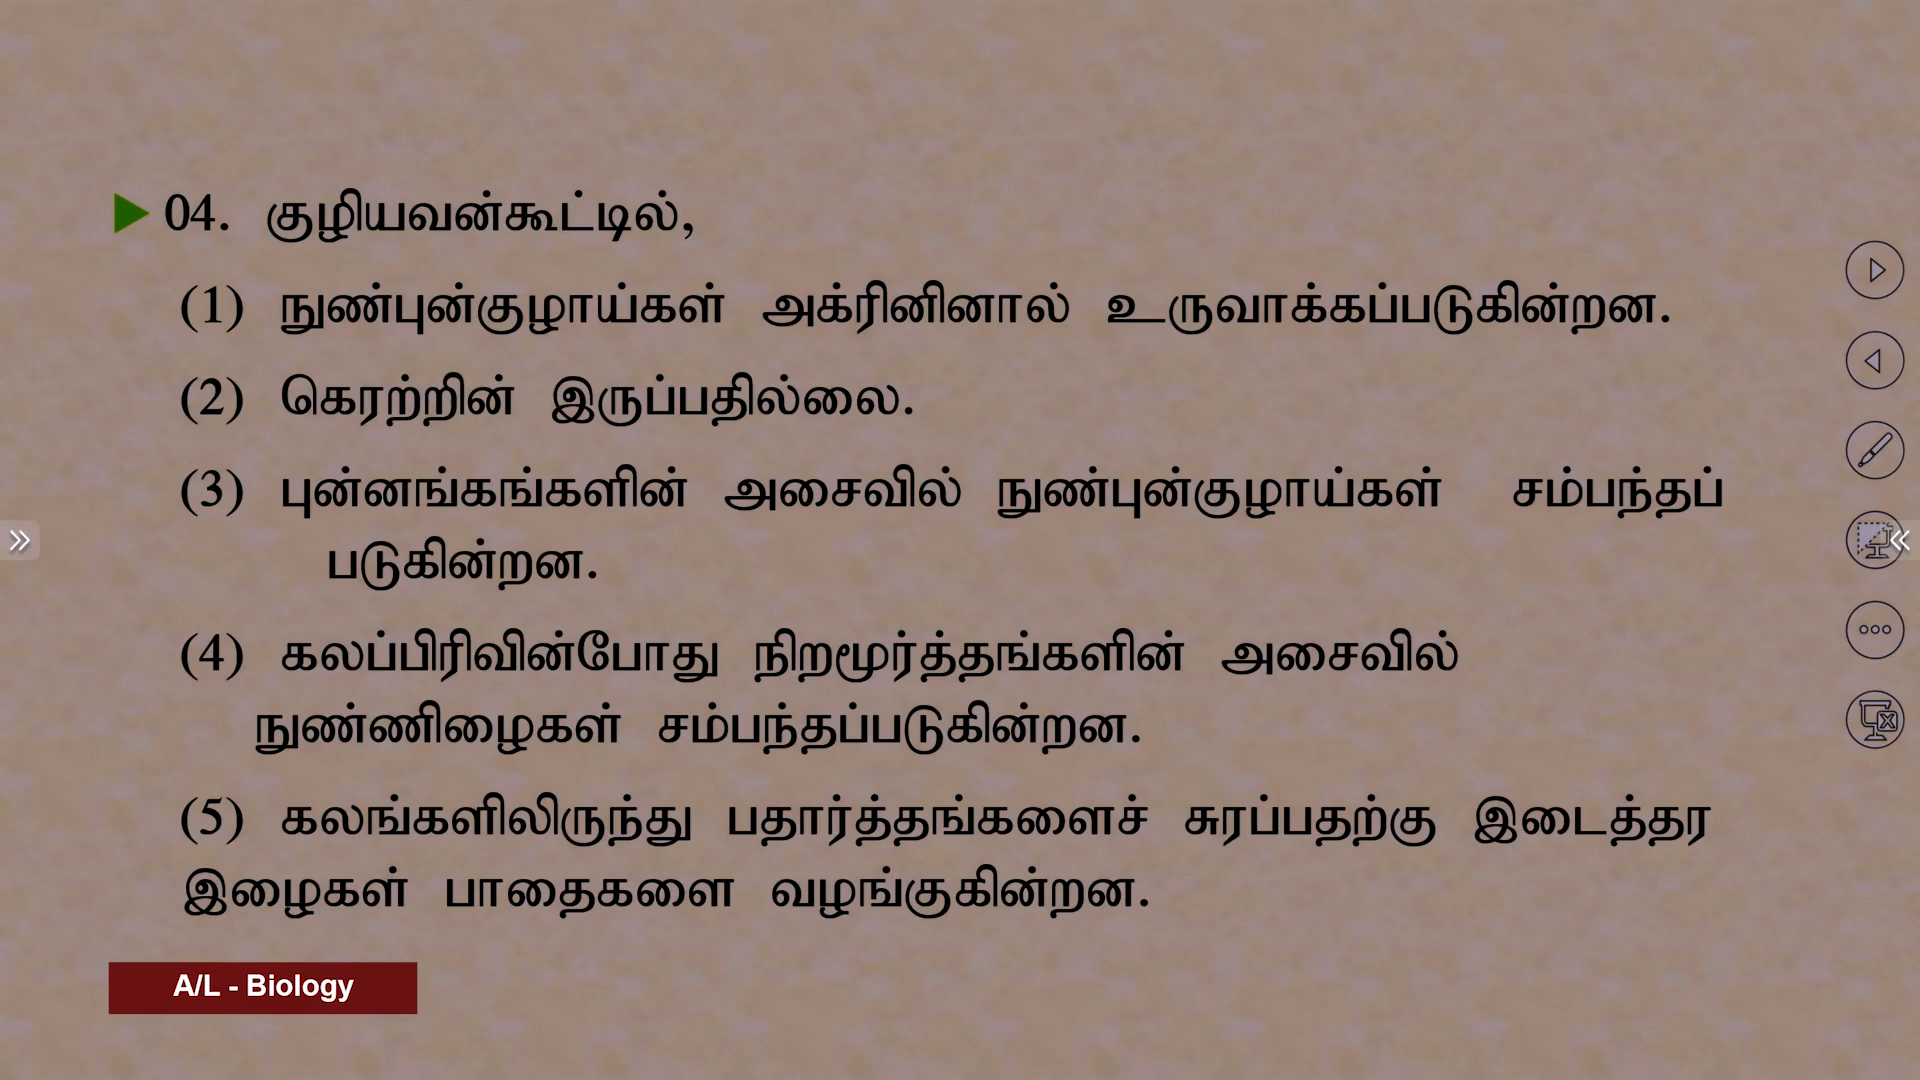 04. குழியவன்கூட்டில்,
(1) நுண்புன்குழாய்கள் அக்ரினினால் உருவாக்கப்படுகின்றன.
(2) கெரற்றின் இருப்பதில்லை.
(3) புன்னங்கங்களின் அசைவில் நுண்புன்குழாய்கள் சம்பந்தப்
படுகின்றன.
(4) கலப்பிரிவின்போது நிறமூர்த்தங்களின் அசைவில்
நுண்ணிழைகள் சம்பந்தப்படுகின்றன.
(5) கலங்களிலிருந்து பதார்த்தங்களைச் சுரப்பதற்கு இடைத்தர
இழைகள் பாதைகளை வழங்குகின்றன.
A/L - Biology